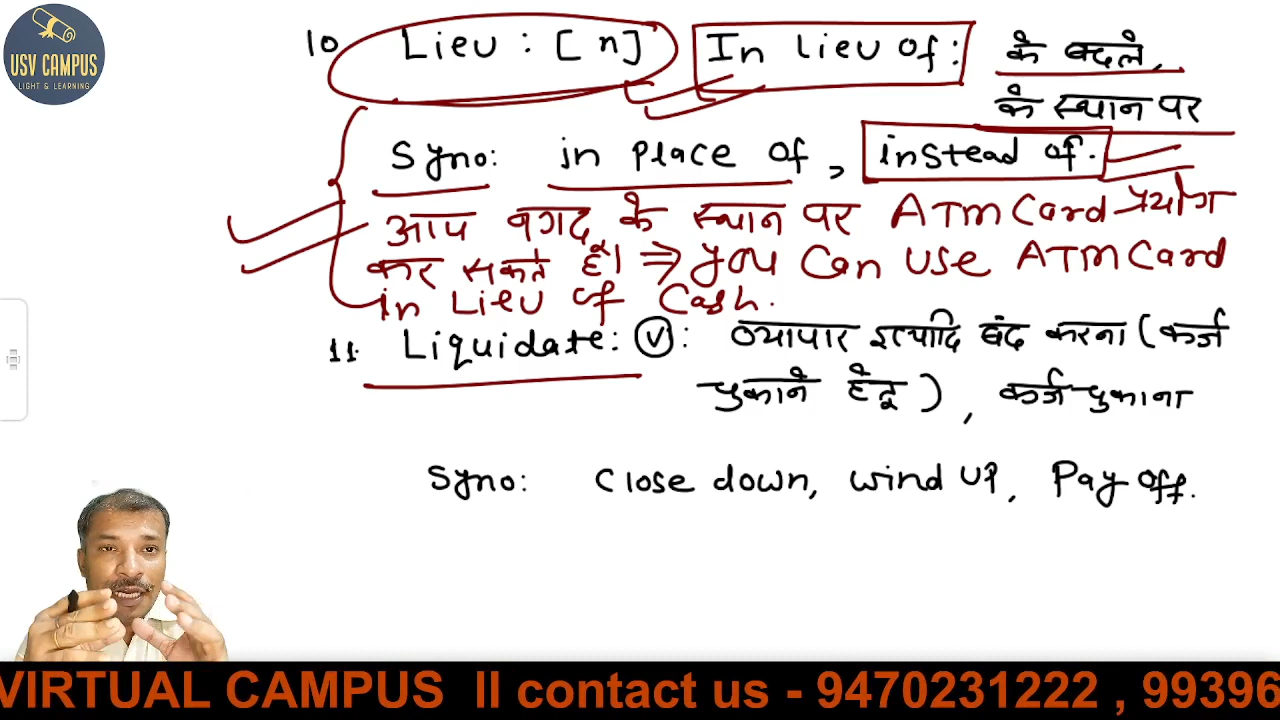 USV CAMPUS
LIGHT & LEARNING
10 Lieu : [n] In lieu of : के बदले,
के स्थान पर
Syno: in place of, instead of.
आप नगद के स्थान पर ATM Card प्रयोग
कर सकते हैं। ⇒ You Can use ATM Card
in Lieu of Cash.
11. Liquidate: (v): व्यापार इत्यादि बंद करना (कर्ज
चुकाने हेतू), कर्ज चुकाना
Syno: Close down, wind up, Pay off.
VIRTUAL CAMPUS II contact us - 9470231222 , 99396